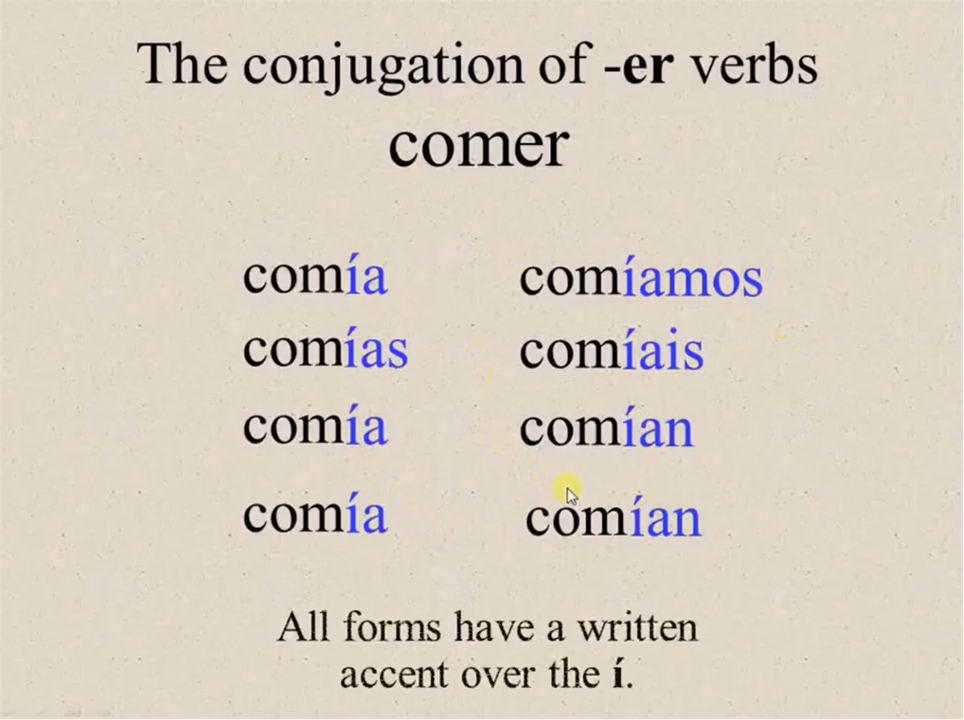 The conjugation of -er verbs
comer
comía comíamos
comías comíais
comía comían
comía comían
All forms have a written
accent over the í.